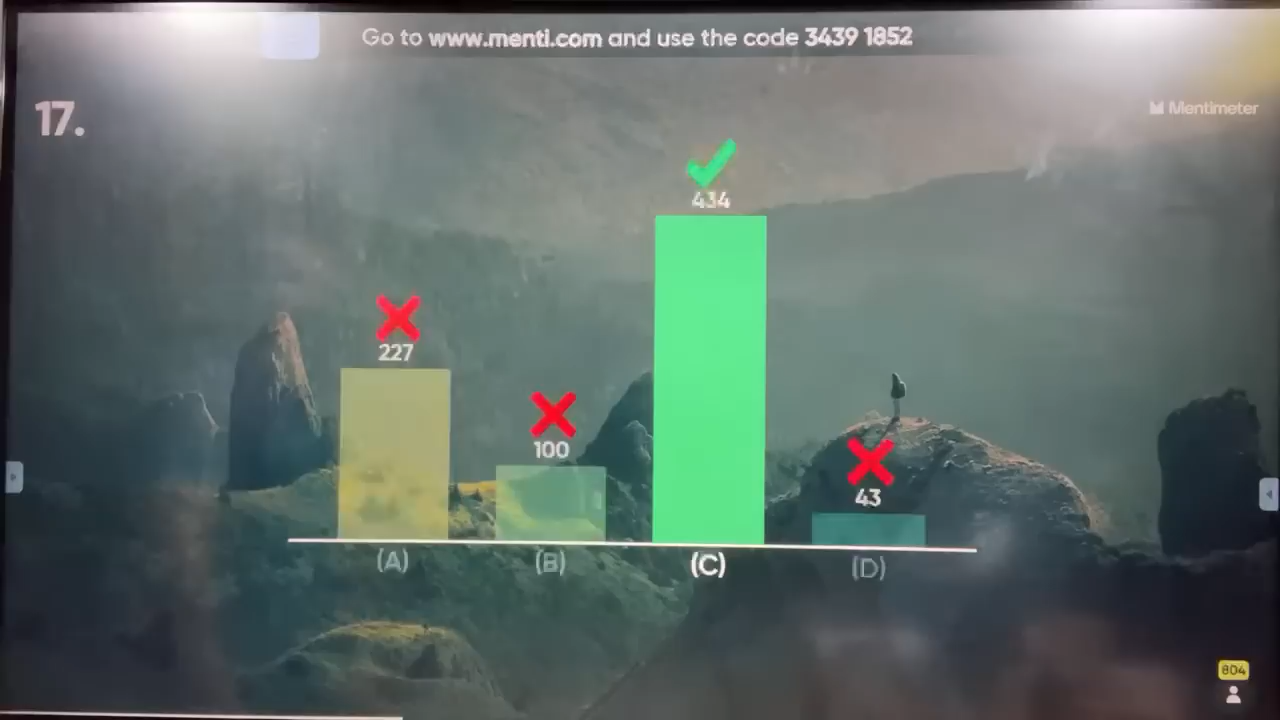 Go to www.menti.com and use the code 3439 1852
17.
Mentimeter
434
227
100
43
(A) (B) (C) (D)
804